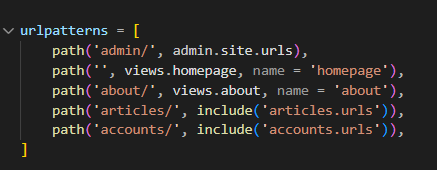 urlpatterns = [
    path('admin/', admin.site.urls),
    path('', views.homepage, name = 'homepage'),
    path('about/', views.about, name = 'about'),
    path('articles/', include('articles.urls')),
    path('accounts/', include('accounts.urls')),
]